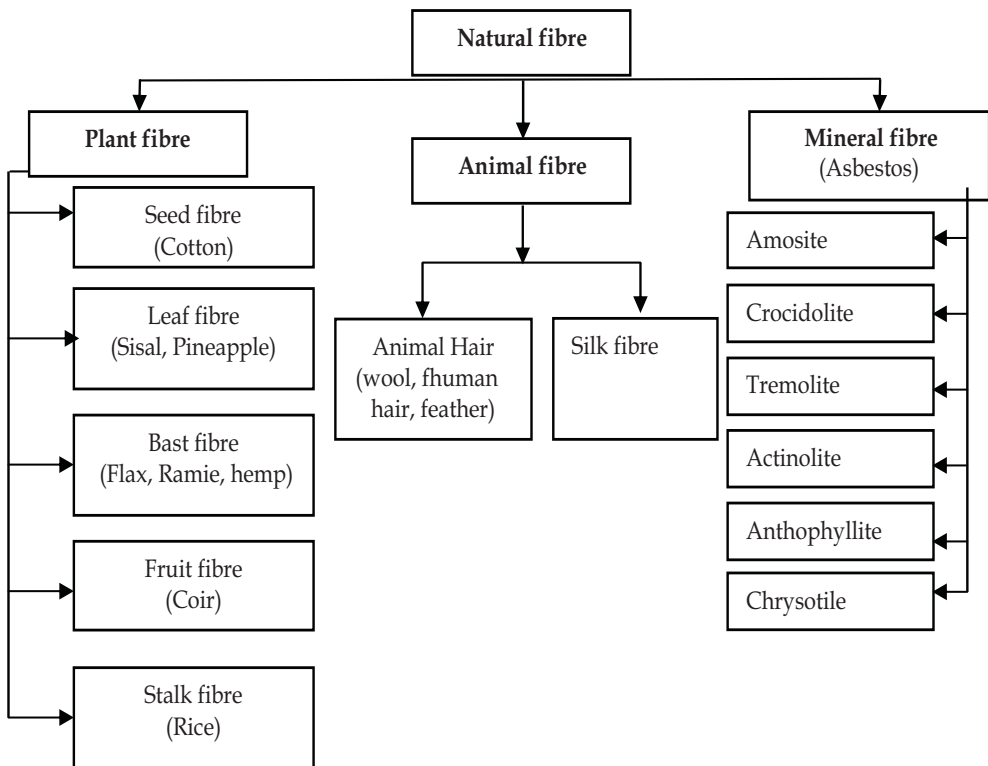 Natural fibre
Plant fibre
Seed fibre
(Cotton)
Leaf fibre
(Sisal, Pineapple)
Bast fibre
(Flax, Ramie, hemp)
Fruit fibre
(Coir)
Stalk fibre
(Rice)
Animal fibre
Animal Hair
(wool, fhuman
hair, feather)
Silk fibre
Mineral fibre
(Asbestos)
Amosite
Crocidolite
Tremolite
Actinolite
Anthophyllite
Chrysotile